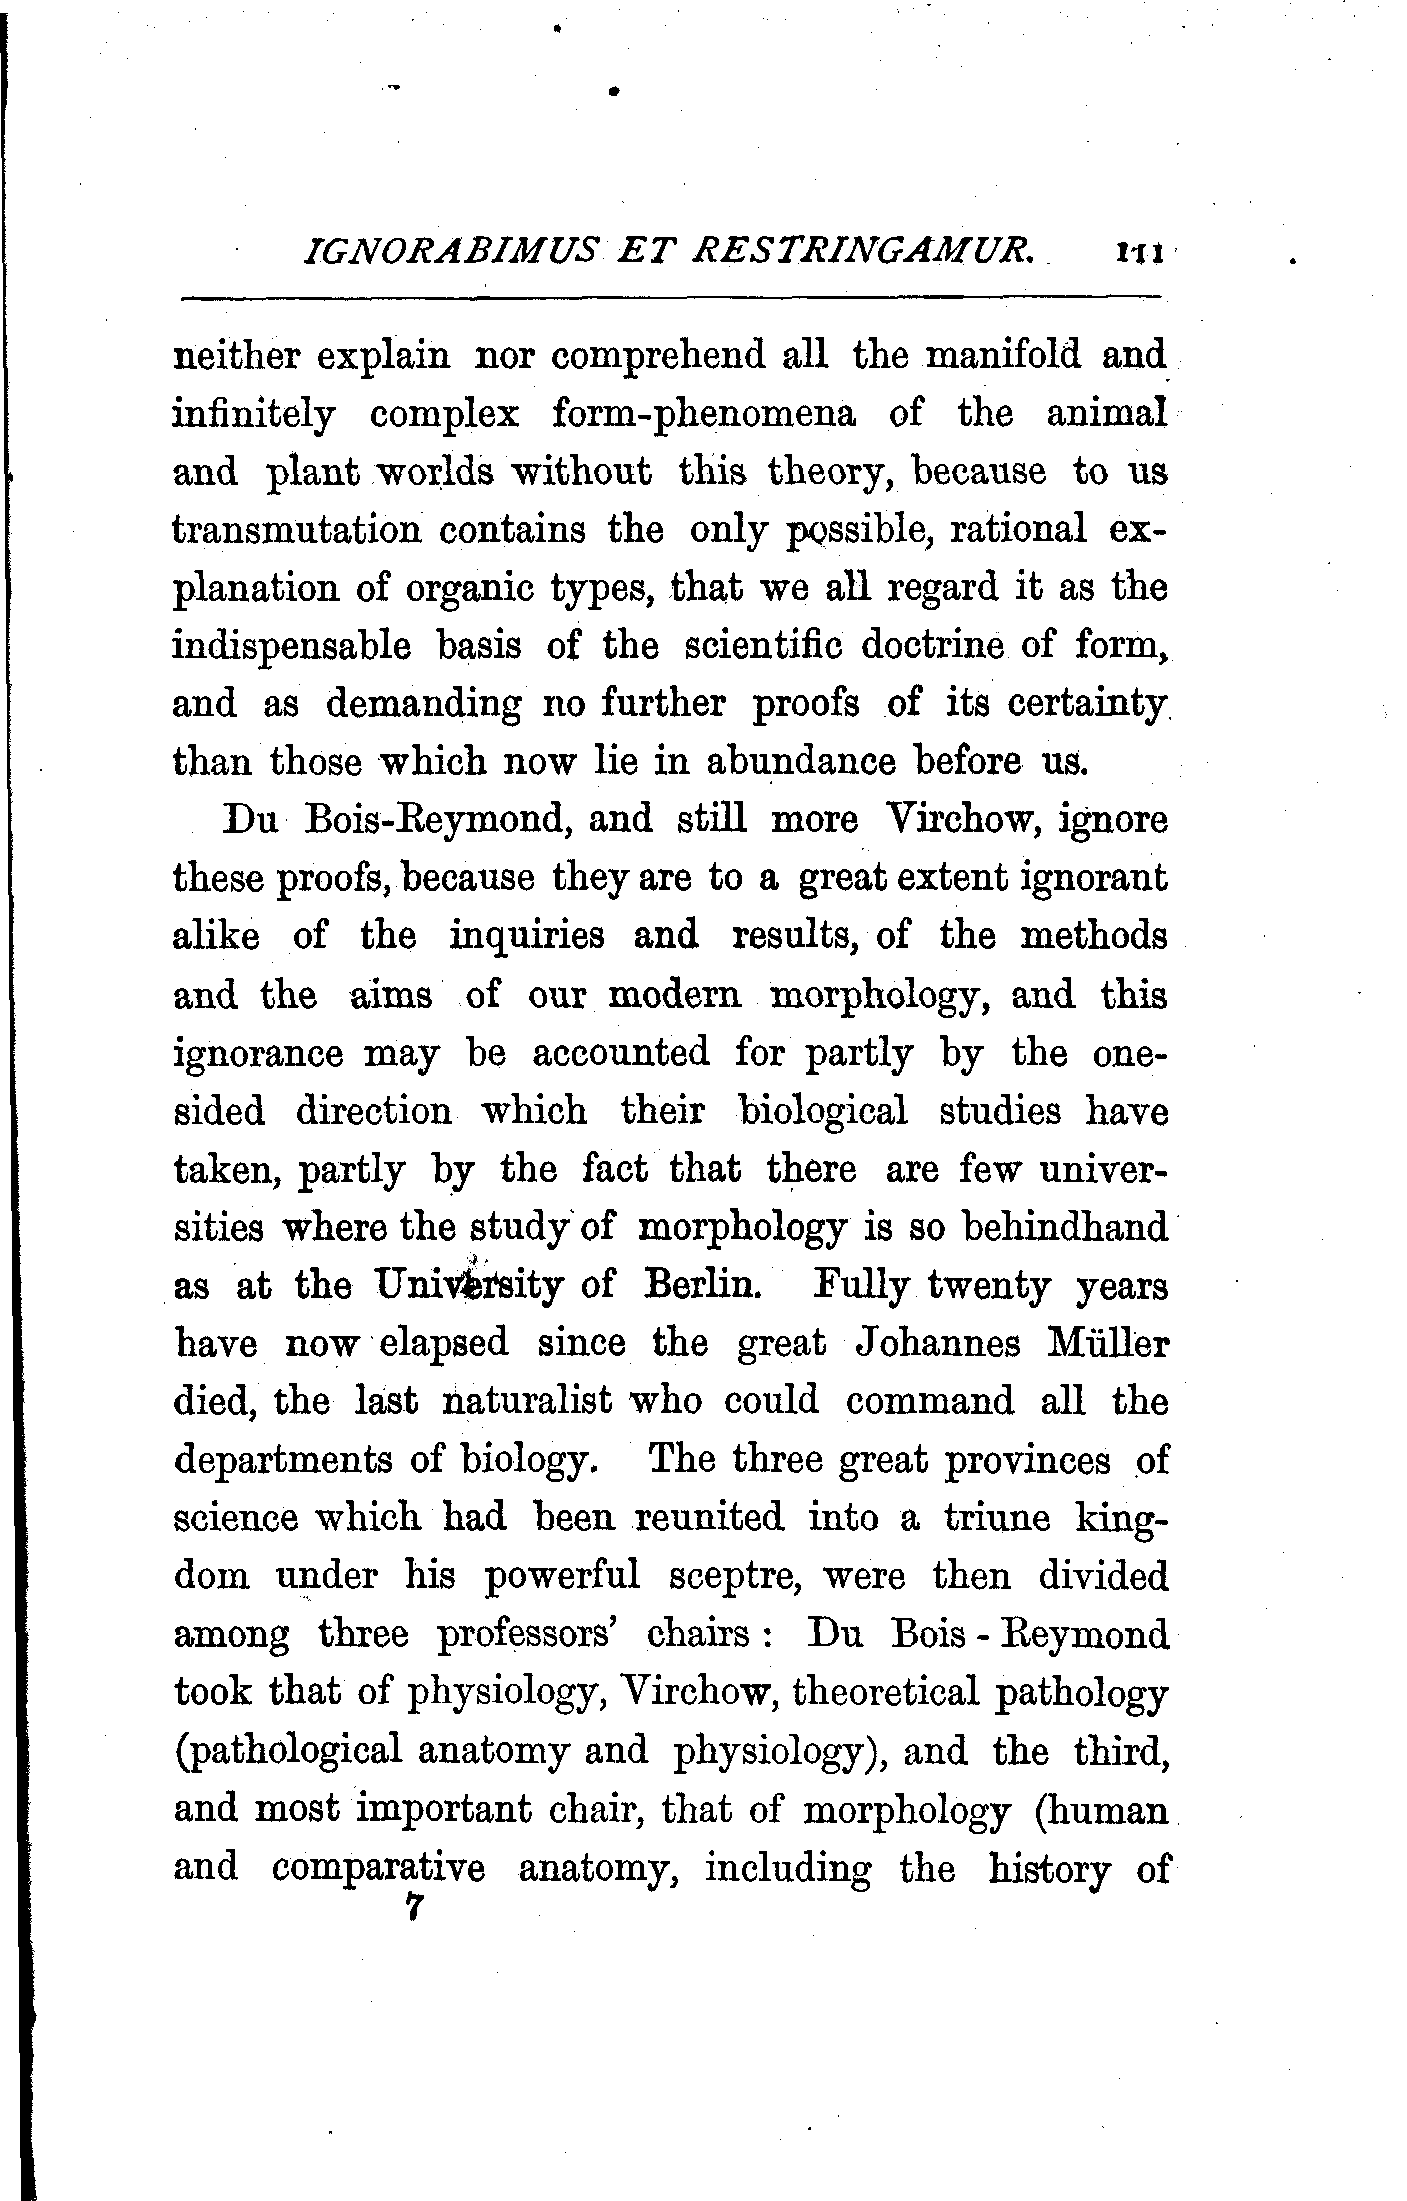 IGNORABIMUS ET RESTRINGAMUR. 111
neither explain nor comprehend all the manifold and
infinitely complex form-phenomena of the animal
and plant worlds without this theory, because to us
transmutation contains the only possible, rational ex-
planation of organic types, that we all regard it as the
indispensable basis of the scientific doctrine of form,
and as demanding no further proofs of its certainty
than those which now lie in abundance before us.
Du Bois-Reymond, and still more Virchow, ignore
these proofs, because they are to a great extent ignorant
alike of the inquiries and results, of the methods
and the aims of our modern morphology, and this
ignorance may be accounted for partly by the one-
sided direction which their biological studies have
taken, partly by the fact that there are few univer-
sities where the study of morphology is so behindhand
as at the University of Berlin. Fully twenty years
have now elapsed since the great Johannes Müller
died, the last naturalist who could command all the
departments of biology. The three great provinces of
science which had been reunited into a triune king-
dom under his powerful sceptre, were then divided
among three professors' chairs : Du Bois - Reymond
took that of physiology, Virchow, theoretical pathology
(pathological anatomy and physiology), and the third,
and most important chair, that of morphology (human
and comparative anatomy, including the history of
7